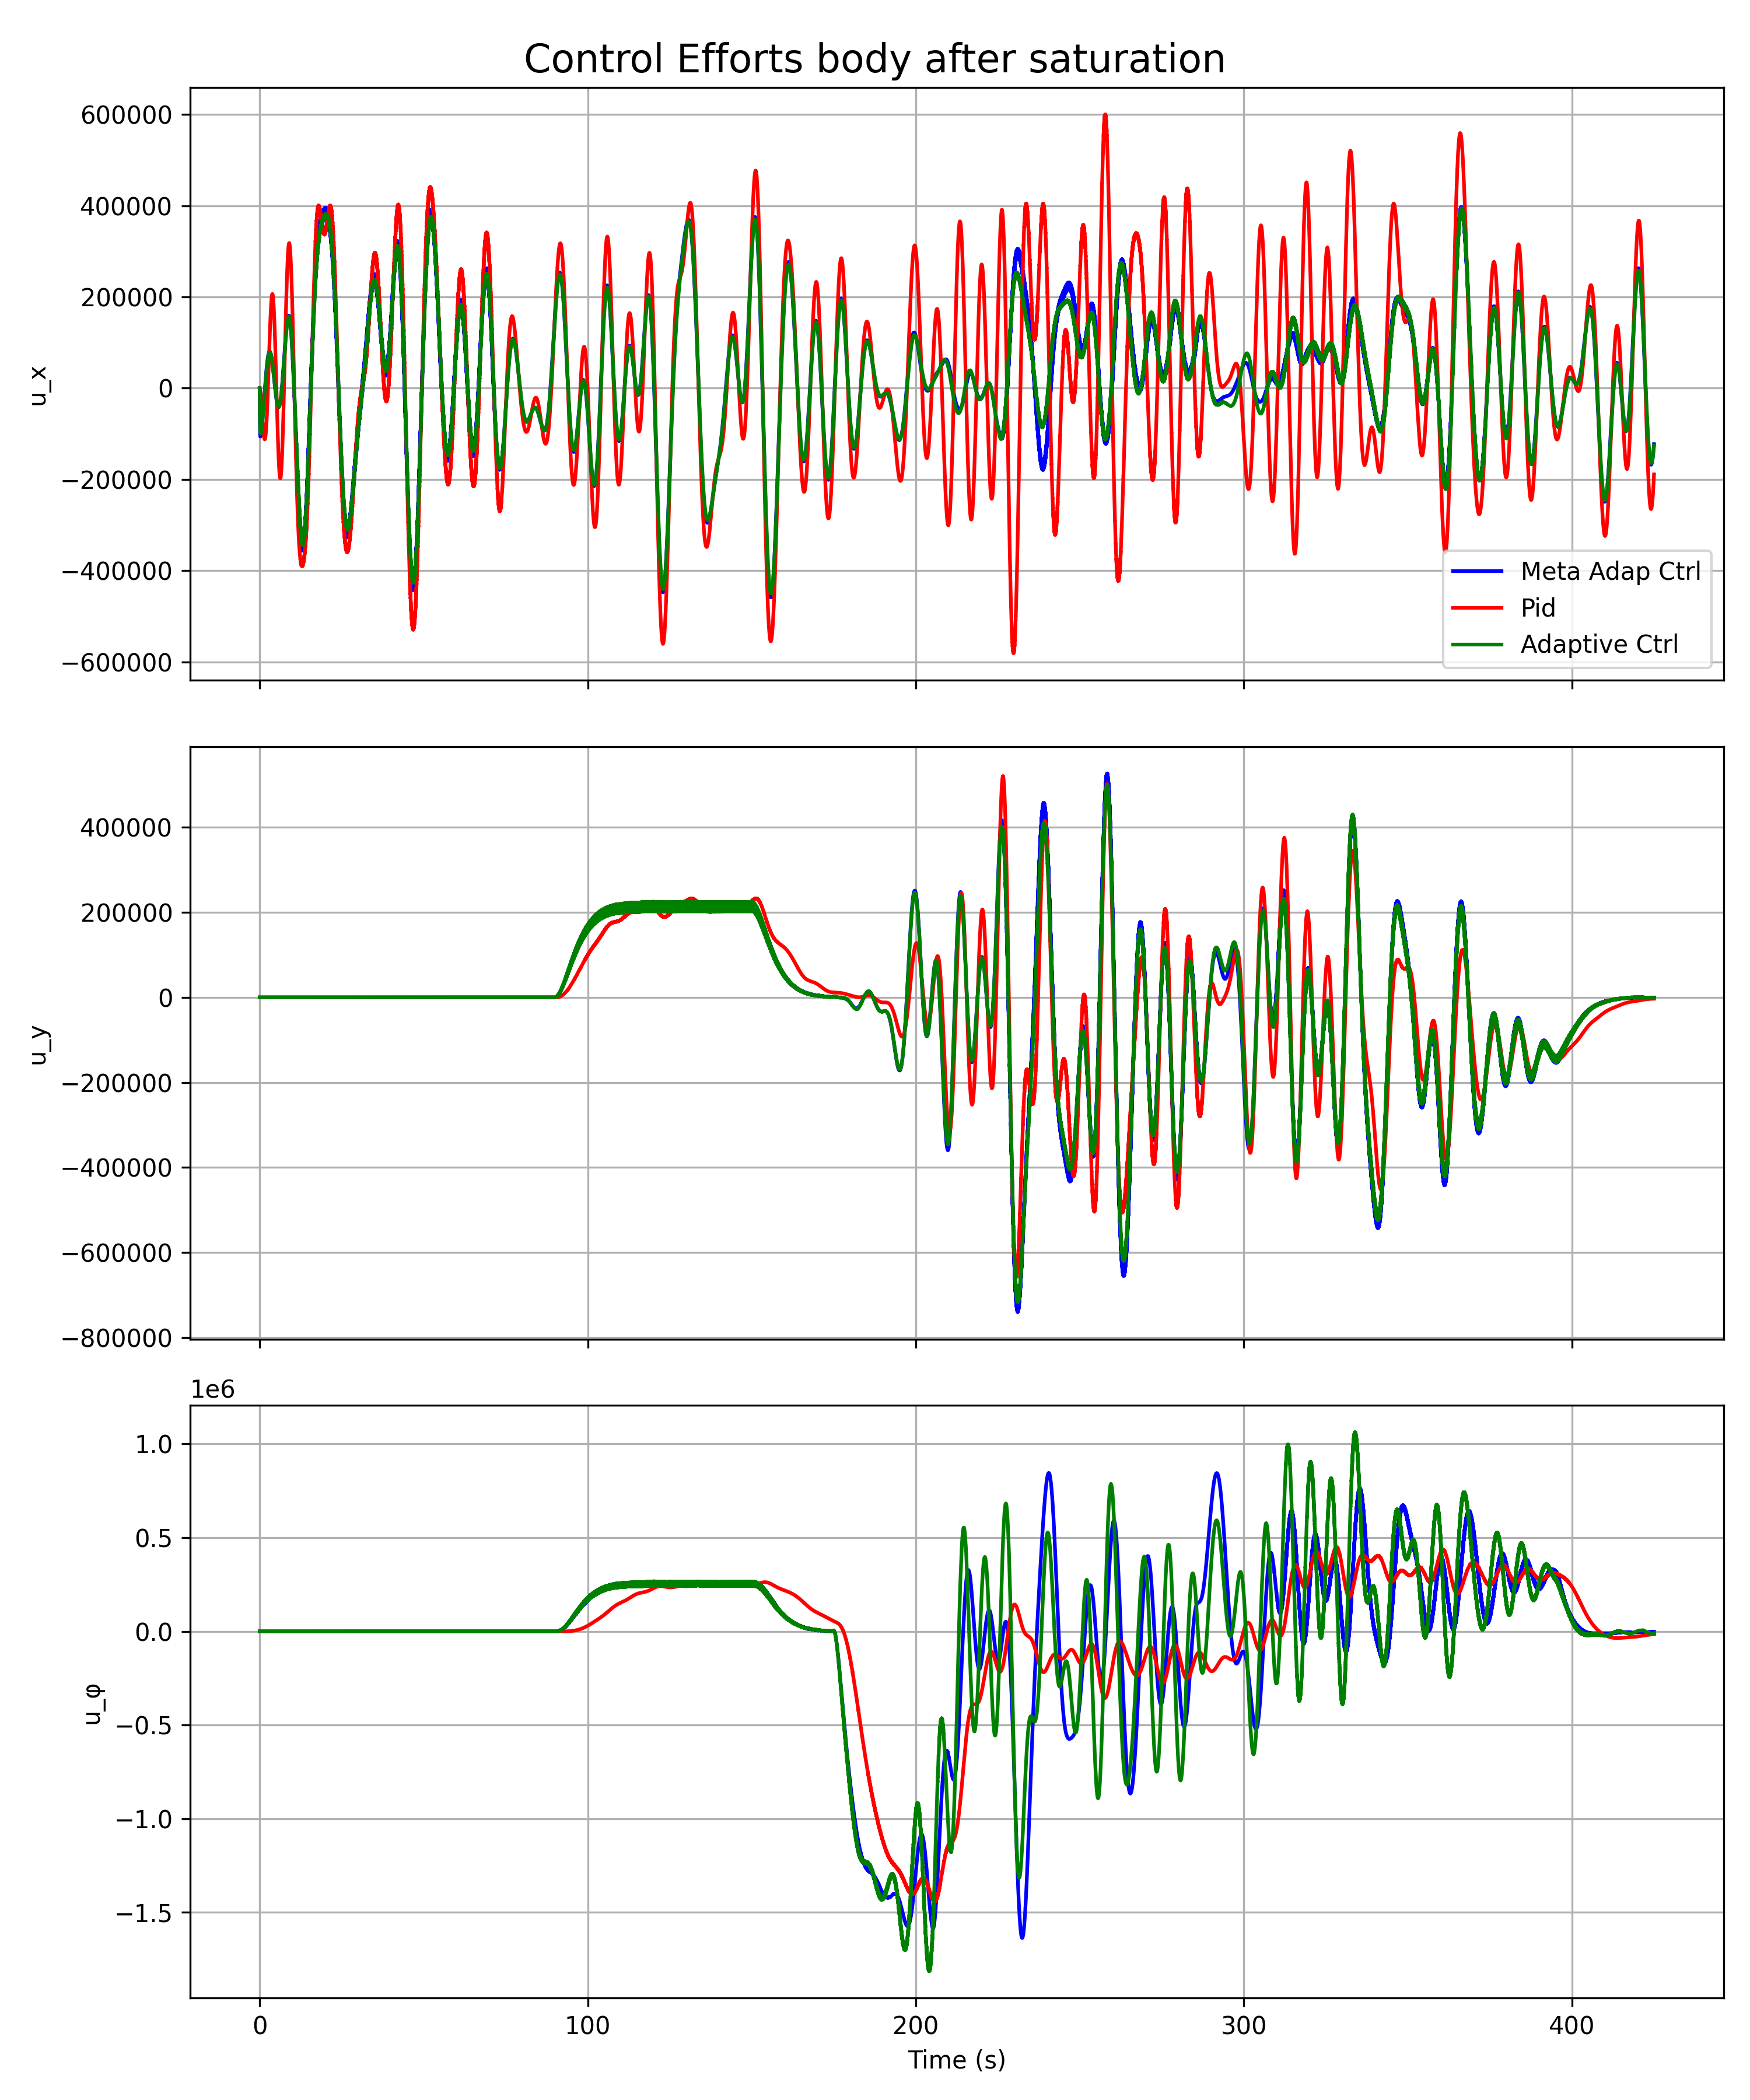 Control Efforts body after saturation
600000
400000
200000
0
−200000
−400000
−600000
u_x
Meta Adap Ctrl
Pid
Adaptive Ctrl
400000
200000
0
−200000
−400000
−600000
−800000
u_y
1e6
1.0
0.5
0.0
−0.5
−1.0
−1.5
u_φ
0 100 200 300 400
Time (s)